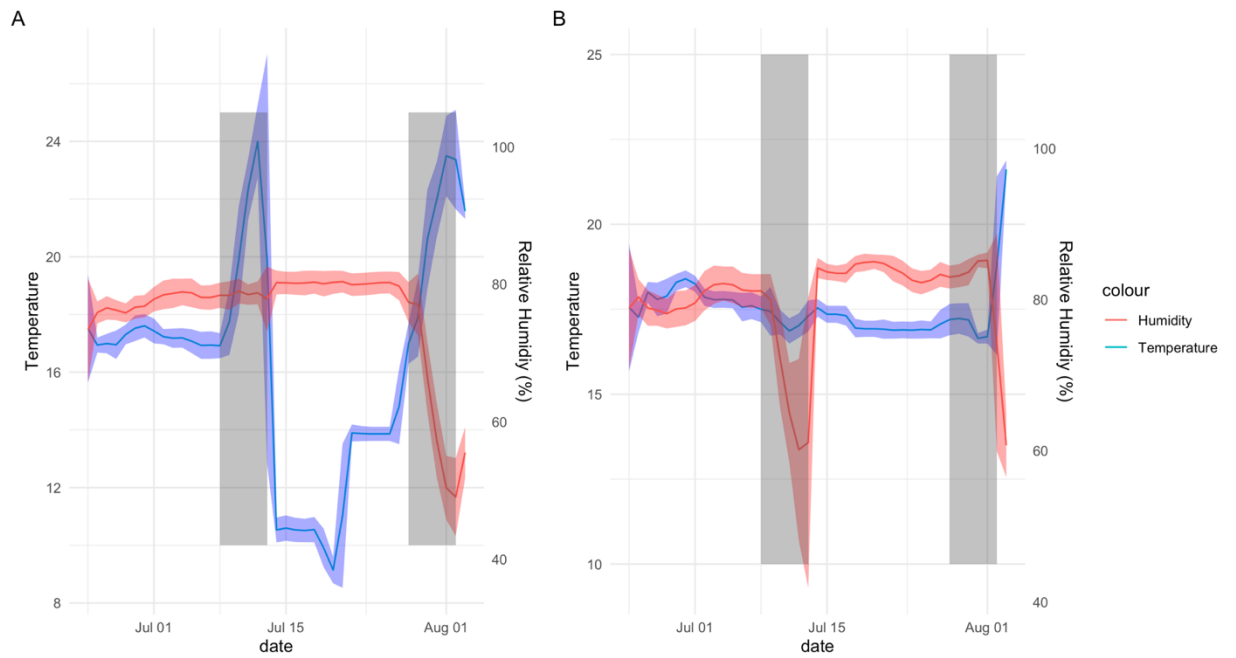 A
B
24
20
16
12
8
Temperature
100
80
60
40
Relative Humidiy (%)
Jul 01
Jul 15
Aug 01
date
25
20
15
10
Temperature
100
80
60
40
Relative Humidiy (%)
Jul 01
Jul 15
Aug 01
date
colour
Humidity
Temperature